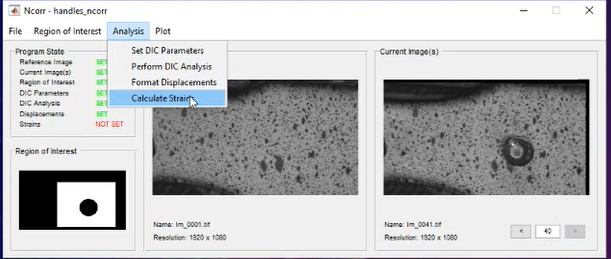 Ncorr - handles_ncorr
File Region of Interest Analysis Plot
Set DIC Parameters
Perform DIC Analysis
Format Displacements
Calculate Strains
Program State
Reference Image SET
Current Image(s) SET
Region of Interest SET
DIC Parameters SET
DIC Analysis SET
Displacements SET
Strains NOT SET
Region of Interest
Name: Im_0001.tif
Resolution: 1920 x 1080
Current Image(s)
Name: Im_0041.tif
Resolution: 1920 x 1080
< 40 >